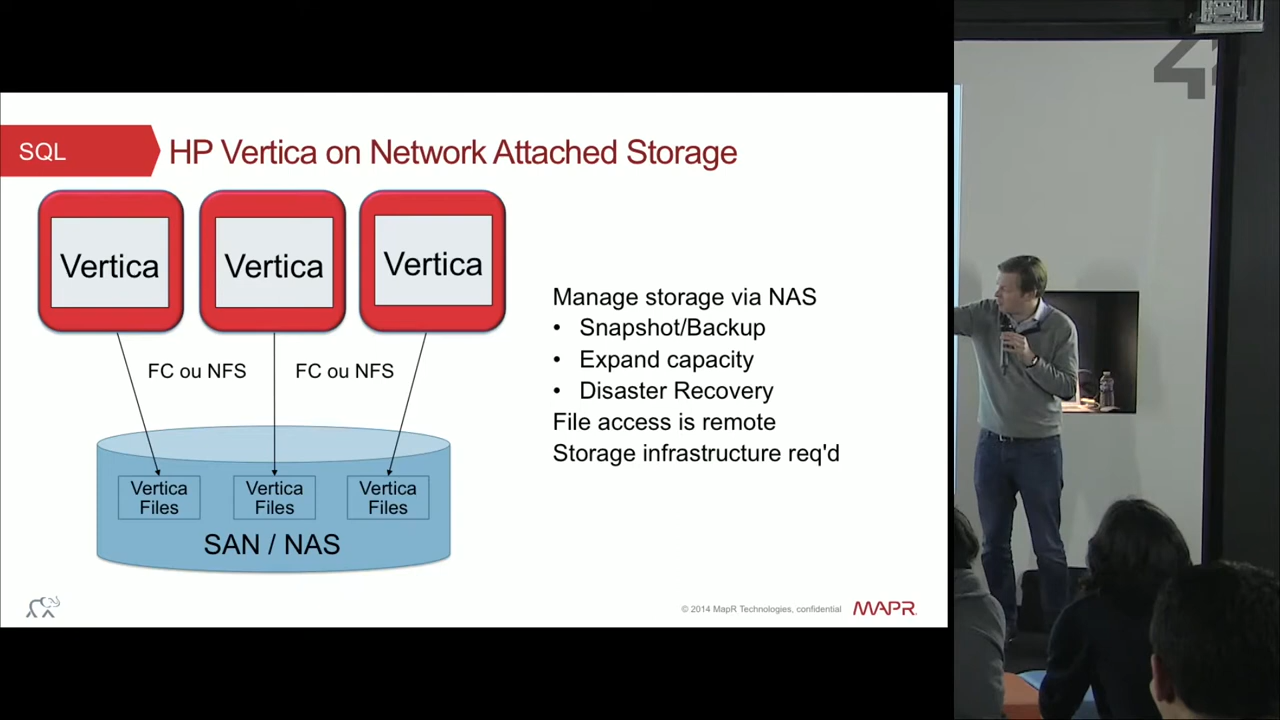 SQL
HP Vertica on Network Attached Storage
Vertica
Vertica
Vertica
FC ou NFS
FC ou NFS
Vertica
Files
Vertica
Files
Vertica
Files
SAN / NAS
Manage storage via NAS
• Snapshot/Backup
• Expand capacity
• Disaster Recovery
File access is remote
Storage infrastructure req'd
© 2014 MapR Technologies, confidential
MAPR
42